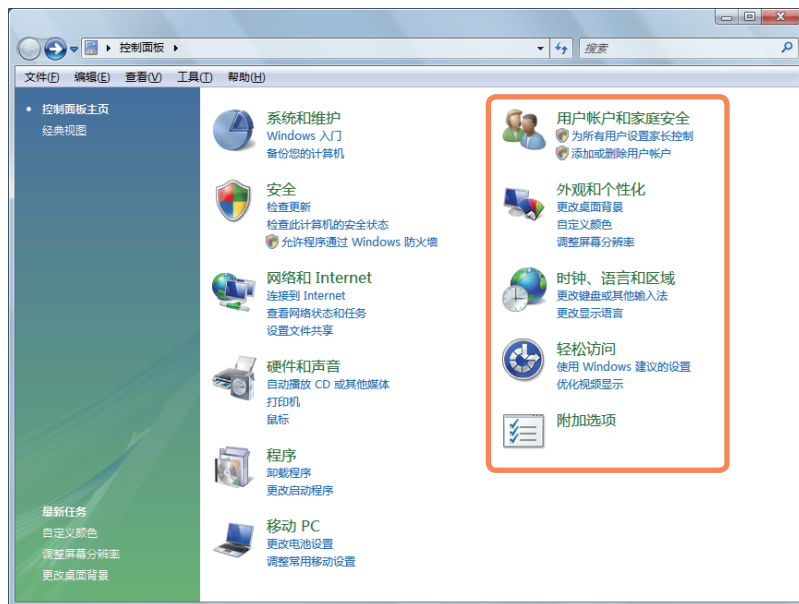 控制面板
搜索
文件(F) 编辑(E) 查看(V) 工具(T) 帮助(H)
控制面板主页
经典视图
系统和维护
Windows 入门
备份您的计算机
安全
检查更新
检查此计算机的安全状态
允许程序通过 Windows 防火墙
网络和 Internet
连接到 Internet
查看网络状态和任务
设置文件共享
硬件和声音
自动播放 CD 或其他媒体
打印机
鼠标
程序
卸载程序
更改启动程序
移动 PC
更改电池设置
调整常用移动设置
用户帐户和家庭安全
为所有用户设置家长控制
添加或删除用户帐户
外观和个性化
更改桌面背景
自定义颜色
调整屏幕分辨率
时钟、语言和区域
更改键盘或其他输入法
更改显示语言
轻松访问
使用 Windows 建议的设置
优化视频显示
附加选项
最新任务
自定义颜色
调整屏幕分辨率
更改桌面背景